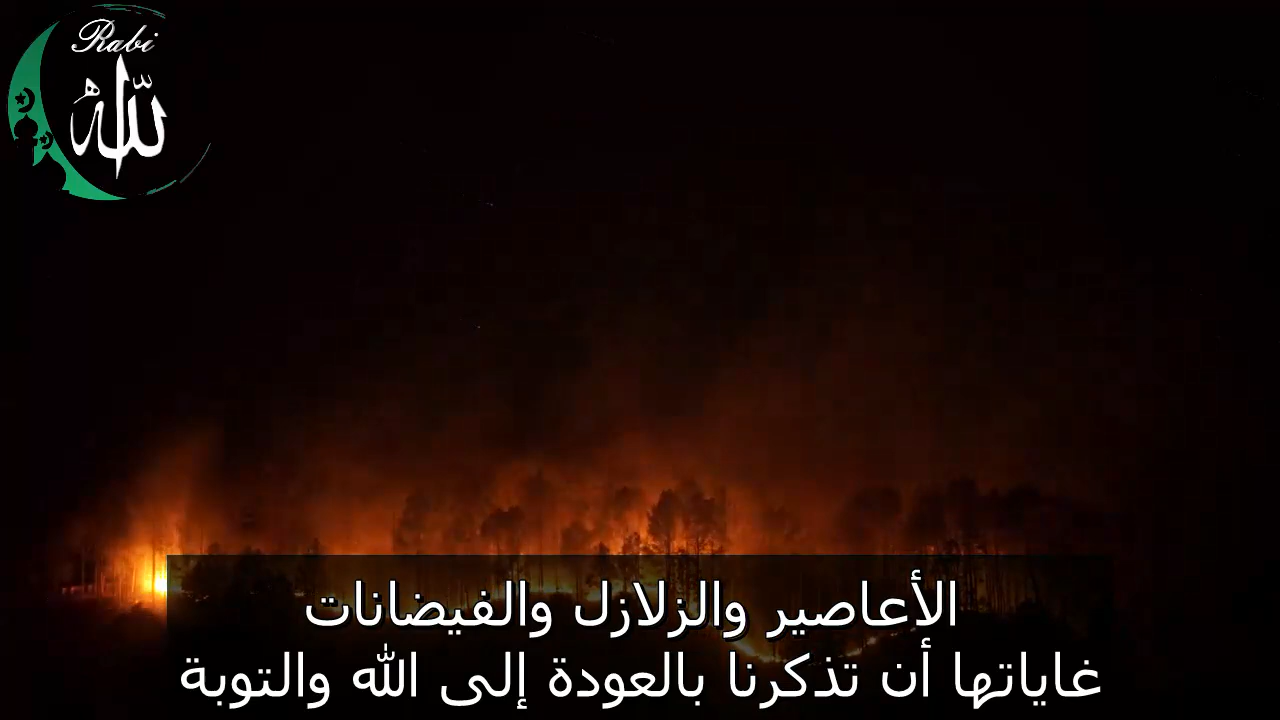 Rabi
الله
الأعاصير والزلازل والفيضانات
غاياتها أن تذكرنا بالعودة إلى الله والتوبة